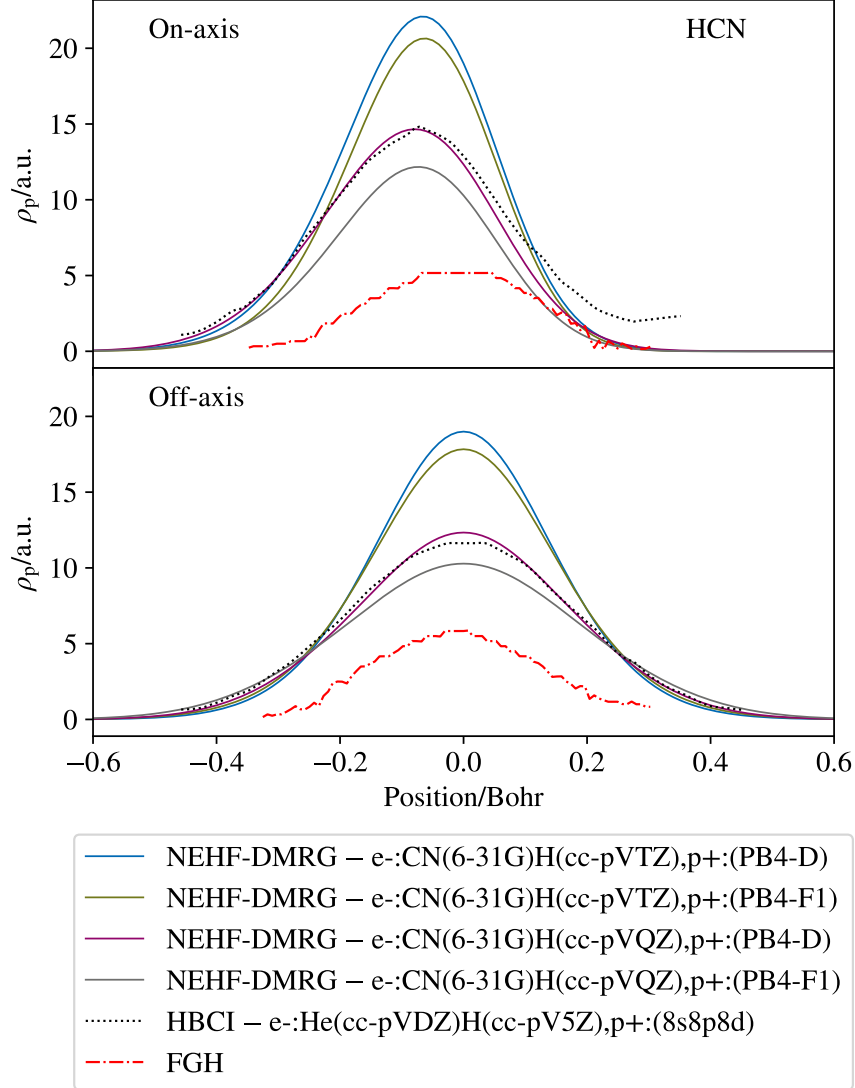 On-axis
HCN
20
15
10
5
0
ρp/a.u.
Off-axis
20
15
10
5
0
ρp/a.u.
−0.6 −0.4 −0.2 0.0 0.2 0.4 0.6
Position/Bohr
NEHF-DMRG − e-:CN(6-31G)H(cc-pVTZ),p+:(PB4-D)
NEHF-DMRG − e-:CN(6-31G)H(cc-pVTZ),p+:(PB4-F1)
NEHF-DMRG − e-:CN(6-31G)H(cc-pVQZ),p+:(PB4-D)
NEHF-DMRG − e-:CN(6-31G)H(cc-pVQZ),p+:(PB4-F1)
HBCI − e-:He(cc-pVDZ)H(cc-pV5Z),p+:(8s8p8d)
FGH